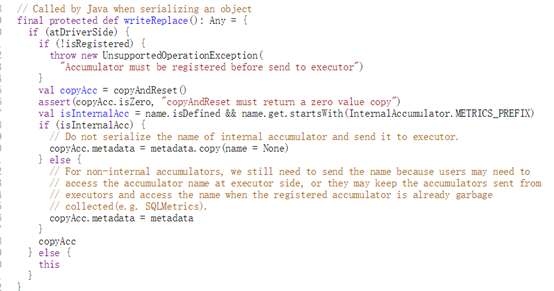 // Called by Java when serializing an object
final protected def writeReplace(): Any = {
if (atDriverSide) {
if (!isRegistered) {
throw new UnsupportedOperationException(
"Accumulator must be registered before send to executor")
}
val copyAcc = copyAndReset()
assert(copyAcc.isZero, "copyAndReset must return a zero value copy")
val isInternalAcc = name.isDefined && name.get.startsWith(InternalAccumulator.METRICS_PREFIX)
if (isInternalAcc) {
// Do not serialize the name of internal accumulator and send it to executor.
copyAcc.metadata = metadata.copy(name = None)
} else {
// For non-internal accumulators, we still need to send the name because users may need to
// access the accumulator name at executor side, or they may keep the accumulators sent from
// executors and access the name when the registered accumulator is already garbage
// collected(e.g. SQLMetrics).
copyAcc.metadata = metadata
}
copyAcc
} else {
this
}
}